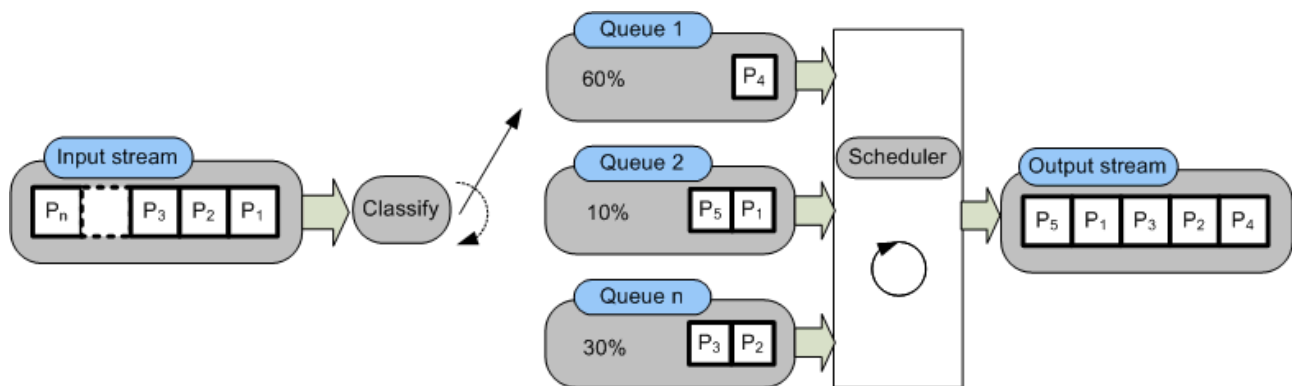 Input stream
Pn P3 P2 P1
Classify
Queue 1
60%
P4
Queue 2
10%
P5 P1
Queue n
30%
P3 P2
Scheduler
Output stream
P5 P1 P3 P2 P4